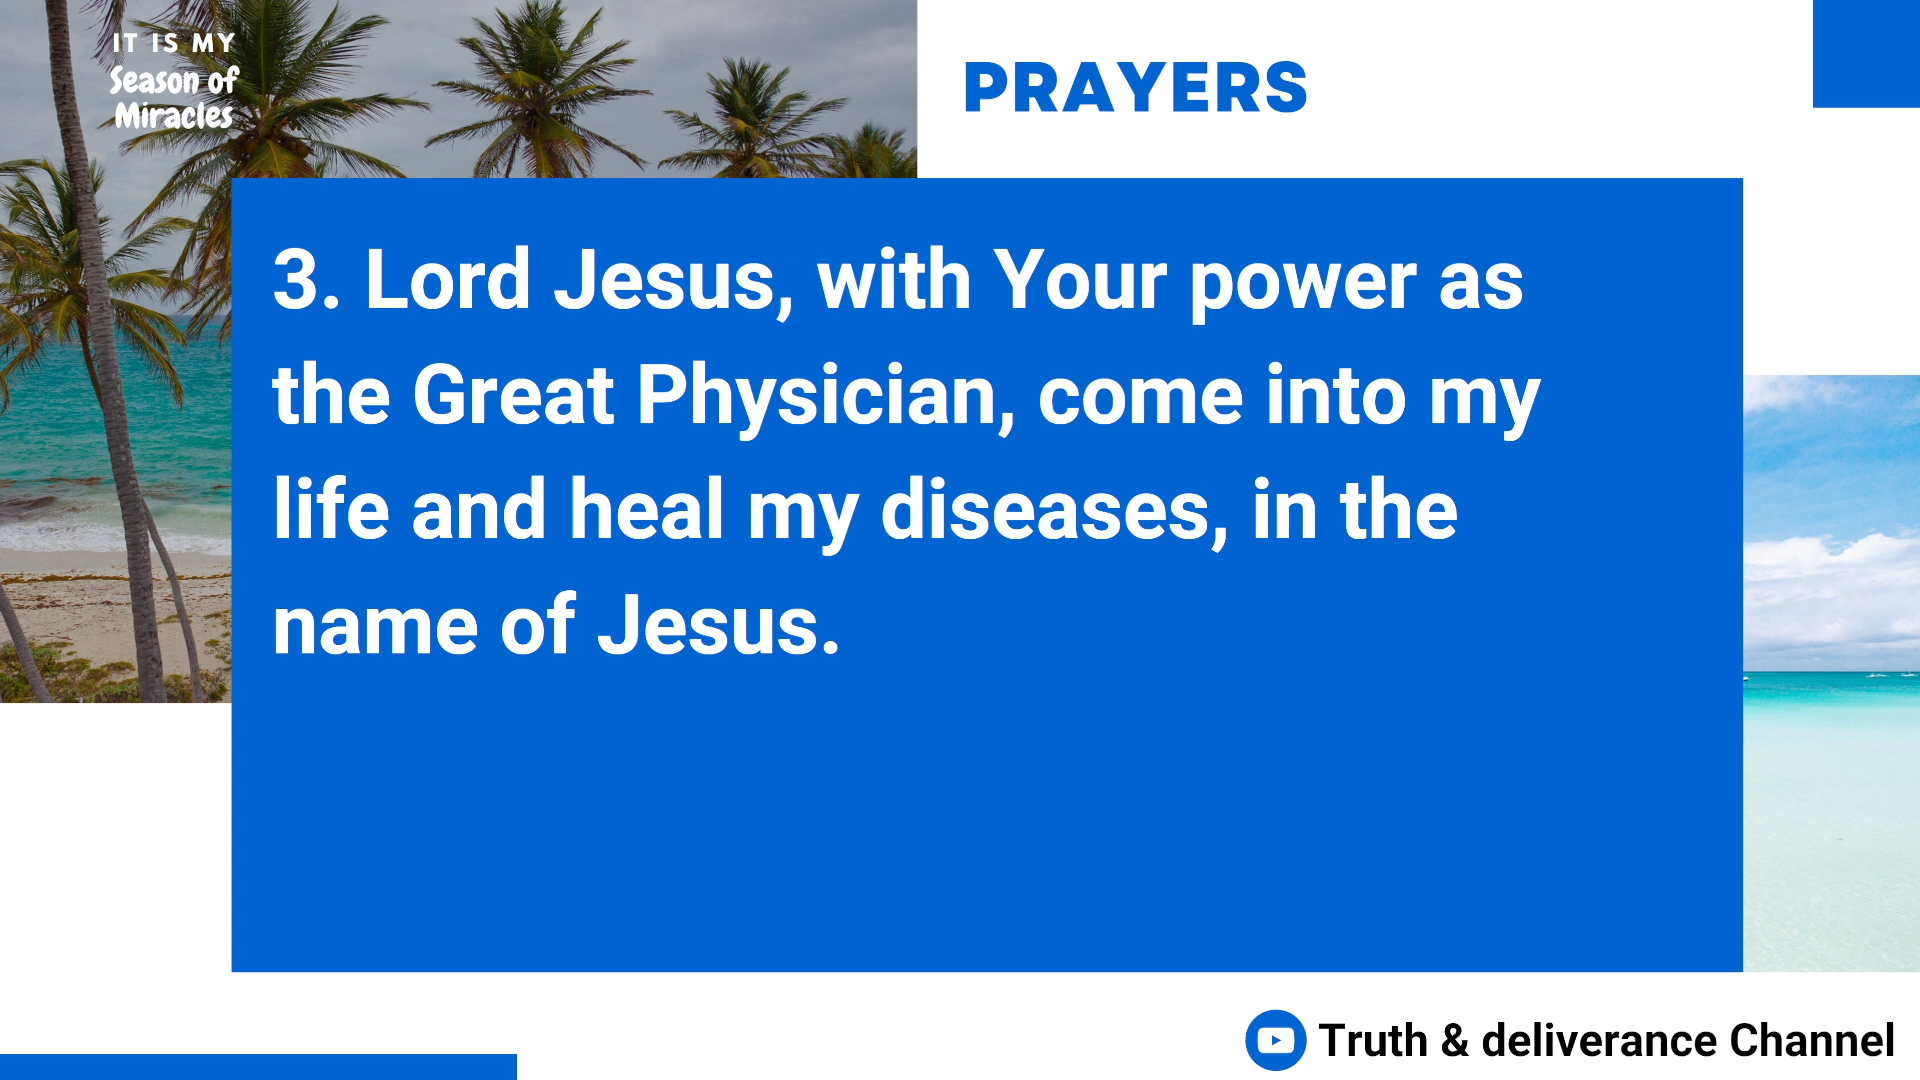 IT IS MY
Season of
Miracles
PRAYERS
3. Lord Jesus, with Your power as
the Great Physician, come into my
life and heal my diseases, in the
name of Jesus.
Truth & deliverance Channel